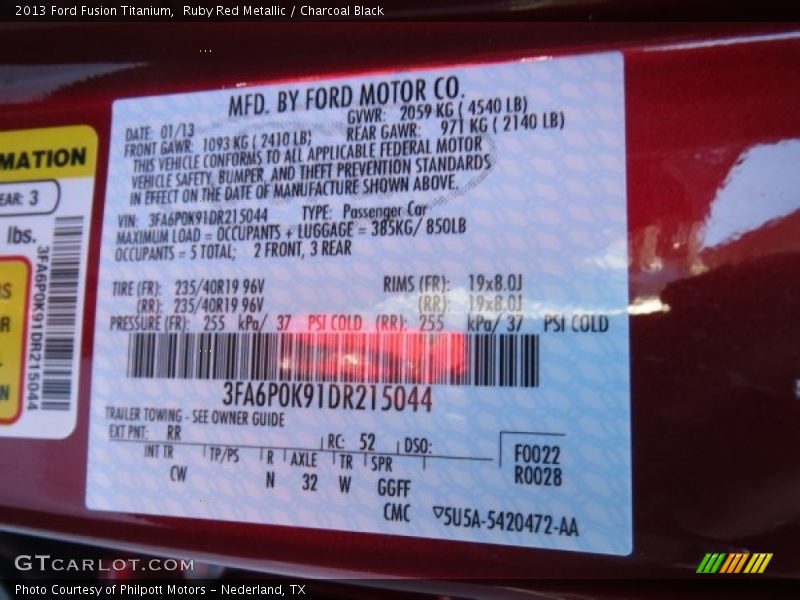 2013 Ford Fusion Titanium,  Ruby Red Metallic / Charcoal Black
MATION
EAR: 3
lbs.
3FA6P0K91DR215044
RS
R
N
MFD. BY FORD MOTOR CO.
DATE: 01/13 GVWR: 2059 KG ( 4540 LB)
FRONT GAWR: 1093 KG ( 2410 LB) REAR GAWR: 971 KG ( 2140 LB)
THIS VEHICLE CONFORMS TO ALL APPLICABLE FEDERAL MOTOR
VEHICLE SAFETY, BUMPER, AND THEFT PREVENTION STANDARDS
IN EFFECT ON THE DATE OF MANUFACTURE SHOWN ABOVE.
VIN: 3FA6P0K91DR215044 TYPE: Passenger Car
MAXIMUM LOAD = OCCUPANTS + LUGGAGE = 385KG/ 850LB
OCCUPANTS = 5 TOTAL; 2 FRONT, 3 REAR
TIRE (FR): 235/40R19 96V RIMS (FR): 19x8.0J
(RR): 235/40R19 96V (RR): 19x8.0J
PRESSURE (FR): 255 kPa/ 37 PSI COLD (RR): 255 kPa/ 37 PSI COLD
3FA6P0K91DR215044
TRAILER TOWING - SEE OWNER GUIDE
EXT PNT: RR RC: 52 DSO: F0022
INT TR TP/PS R AXLE TR SPR R0028
CW N 32 W GGFF
CMC ▽5U5A-5420472-AA
GTCARLOT.COM
Photo Courtesy of Philpott Motors - Nederland, TX